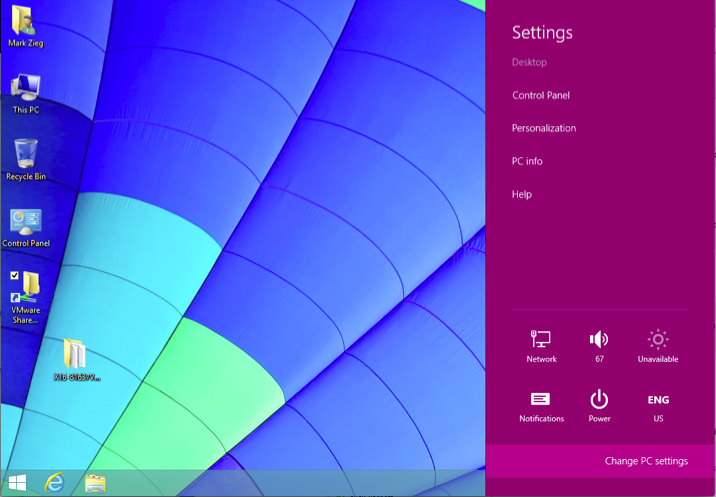 Mark Zieg
This PC
Recycle Bin
Control Panel
VMware
Share...
Settings
Desktop
Control Panel
Personalization
PC info
Help
Network
67
Unavailable
Notifications
Power
ENG
US
Change PC settings